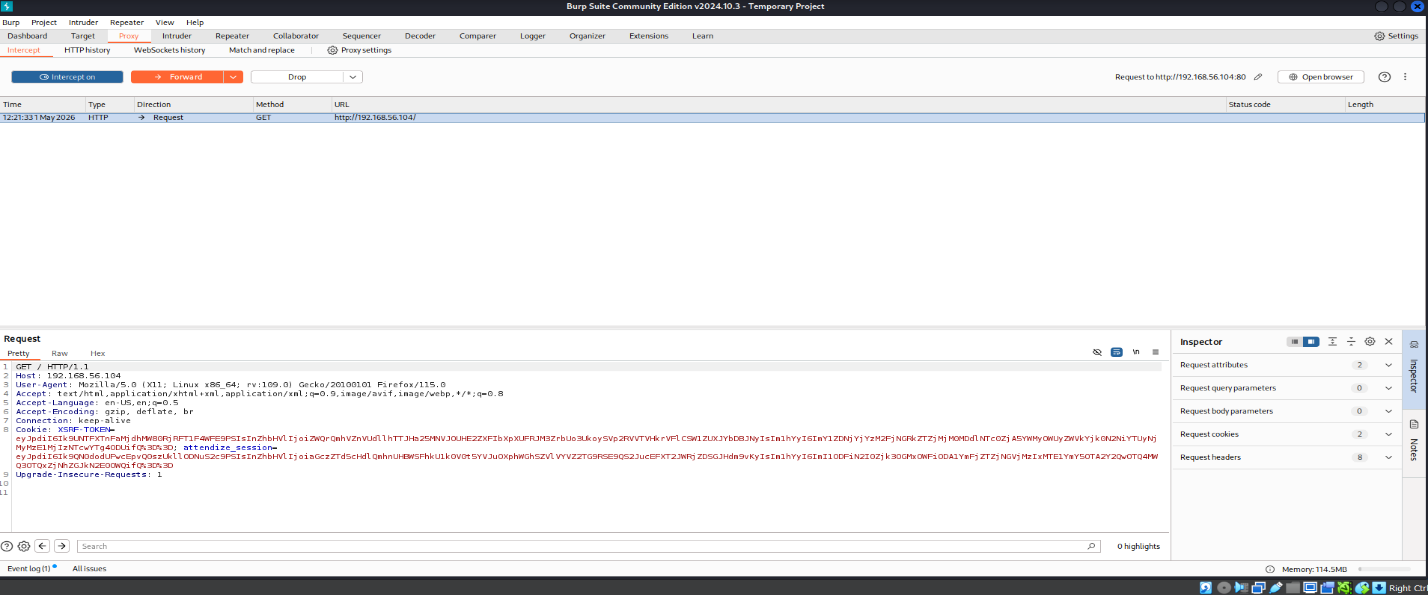 Burp Suite Community Edition v2024.10.3 - Temporary Project
Burp Project Intruder Repeater View Help
Dashboard Target Proxy Intruder Repeater Collaborator Sequencer Decoder Comparer Logger Organizer Extensions Learn Settings
Intercept HTTP history WebSockets history Match and replace Proxy settings
Intercept on Forward Drop Request to http://192.168.56.104:80 Open browser
Time Type Direction Method URL Status code Length
12:21:33 1 May 2026 HTTP → Request GET http://192.168.56.104/
Request
Inspector
Pretty Raw Hex \n
Request attributes 2
Request query parameters 0
Request body parameters 0
Request cookies 2
Request headers 8
Inspector
Notes
1 GET / HTTP/1.1
2 Host: 192.168.56.104
3 User-Agent: Mozilla/5.0 (X11; Linux x86_64; rv:109.0) Gecko/20100101 Firefox/115.0
4 Accept: text/html,application/xhtml+xml,application/xml;q=0.9,image/avif,image/webp,*/*;q=0.8
5 Accept-Language: en-US,en;q=0.5
6 Accept-Encoding: gzip, deflate, br
7 Connection: keep-alive
8 Cookie: XSRF-TOKEN=
attendize_session=
9 Upgrade-Insecure-Requests: 1
10
11
Search 0 highlights
Event log (1) All issues Memory: 114.5MB
Right Ctrl